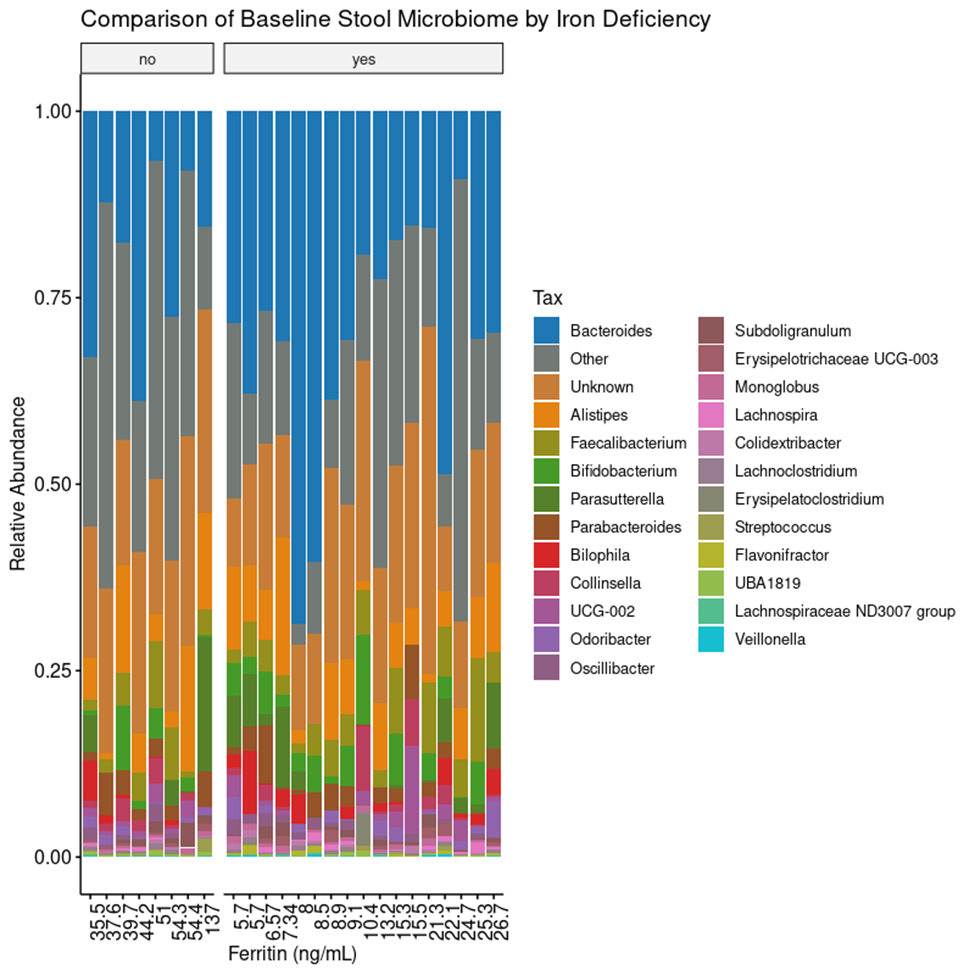 Comparison of Baseline Stool Microbiome by Iron Deficiency
no
yes
1.00
0.75
0.50
0.25
0.00
Relative Abundance
35.5
37.6
39.7
44.2
51
54.3
54.4
137
5.7
5.7
6.57
7.34
8
8.5
8.9
9.1
10.4
13.2
15.3
15.5
21.3
22.1
24.7
25.3
26.7
Ferritin (ng/mL)
Tax
Bacteroides
Other
Unknown
Alistipes
Faecalibacterium
Bifidobacterium
Parasutterella
Parabacteroides
Bilophila
Collinsella
UCG-002
Odoribacter
Oscillibacter
Subdoligranulum
Erysipelotrichaceae UCG-003
Monoglobus
Lachnospira
Colidextribacter
Lachnoclostridium
Erysipelatoclostridium
Streptococcus
Flavonifractor
UBA1819
Lachnospiraceae ND3007 group
Veillonella